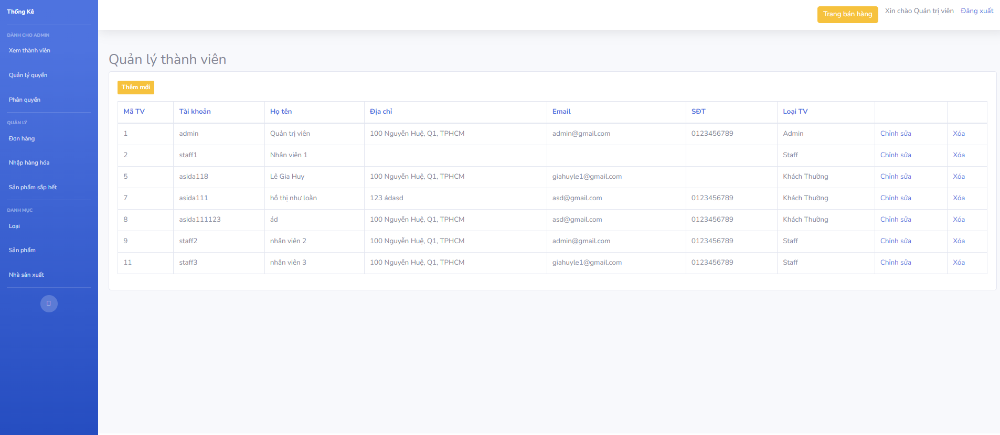 Thống Kê
DÀNH CHO ADMIN
Xem thành viên
Quản lý quyền
Phân quyền
QUẢN LÝ
Đơn hàng
Nhập hàng hóa
Sản phẩm sắp hết
DANH MỤC
Loại
Sản phẩm
Nhà sản xuất
Trang bán hàng Xin chào Quản trị viên Đăng xuất
Quản lý thành viên
Thêm mới
Mã TV Tài khoản Họ tên Địa chỉ Email SĐT Loại TV
1 admin Quản trị viên 100 Nguyễn Huệ, Q1, TPHCM admin@gmail.com 0123456789 Admin Chỉnh sửa Xóa
2 staff1 Nhân viên 1 Staff Chỉnh sửa Xóa
5 asida118 Lê Gia Huy 100 Nguyễn Huệ, Q1, TPHCM giahuyle1@gmail.com Khách Thường Chỉnh sửa Xóa
7 asida111 hồ thị như loằn 123 ádasd asd@gmail.com 0123456789 Khách Thường Chỉnh sửa Xóa
8 asida111123 ád 100 Nguyễn Huệ, Q1, TPHCM asd@gmail.com 0123456789 Khách Thường Chỉnh sửa Xóa
9 staff2 nhân viên 2 100 Nguyễn Huệ, Q1, TPHCM admin@gmail.com 0123456789 Staff Chỉnh sửa Xóa
11 staff3 nhân viên 3 100 Nguyễn Huệ, Q1, TPHCM giahuyle1@gmail.com 0123456789 Staff Chỉnh sửa Xóa